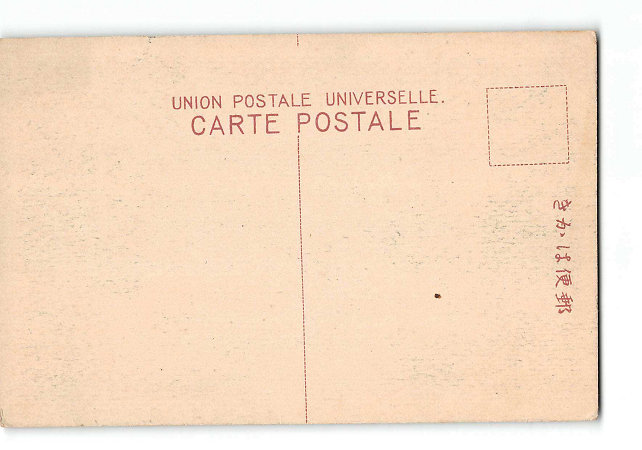 UNION POSTALE UNIVERSELLE.
CARTE POSTALE
きかは便郵